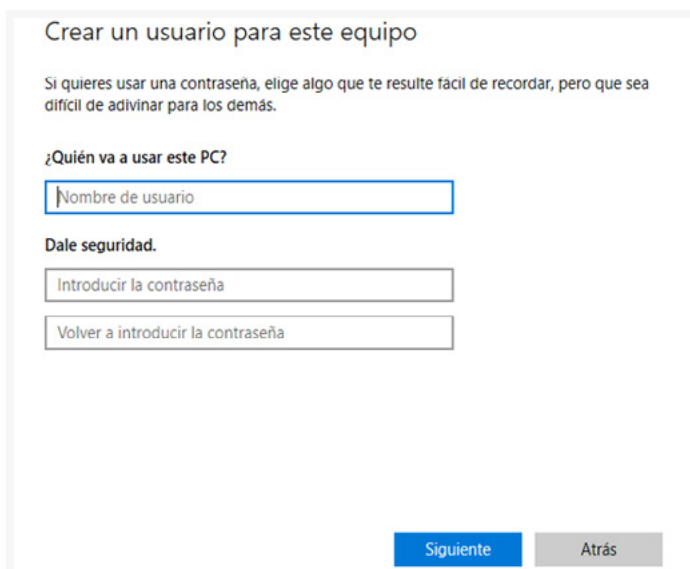 Crear un usuario para este equipo
Si quieres usar una contraseña, elige algo que te resulte fácil de recordar, pero que sea
difícil de adivinar para los demás.
¿Quién va a usar este PC?
Nombre de usuario
Dale seguridad.
Introducir la contraseña
Volver a introducir la contraseña
Siguiente Atrás